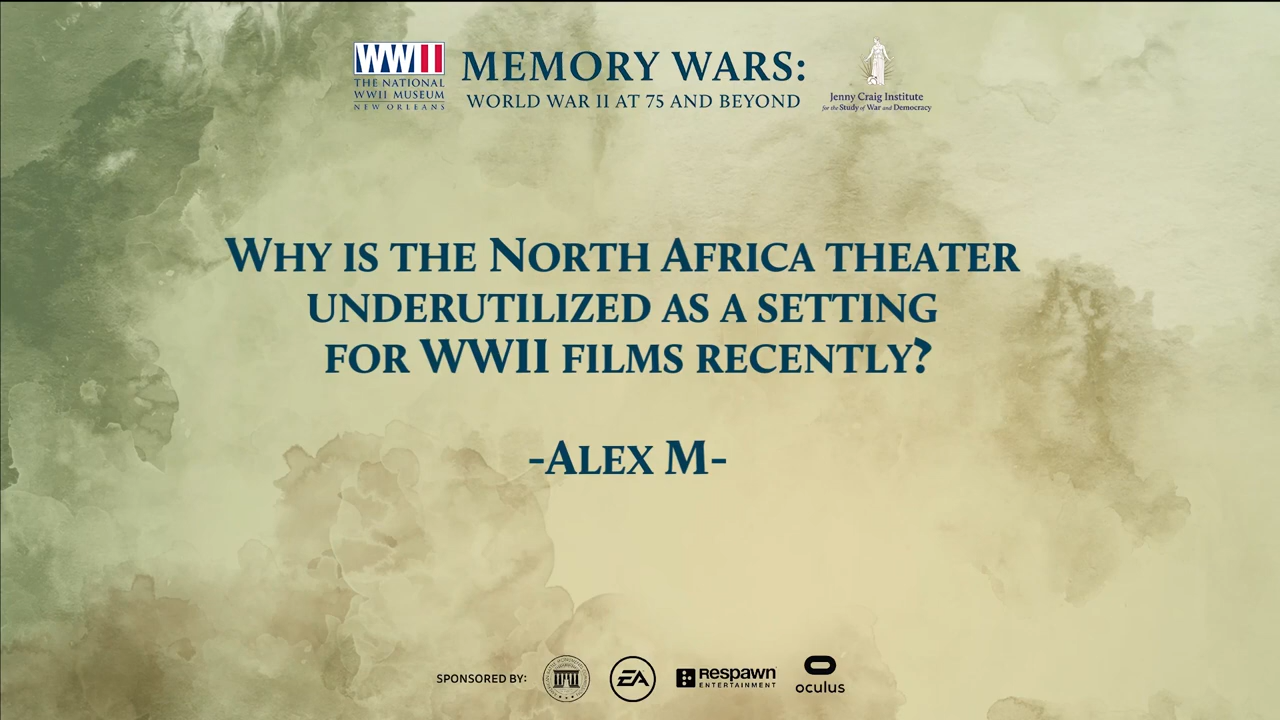 WWII
THE NATIONAL
WWII MUSEUM
NEW ORLEANS
MEMORY WARS:
WORLD WAR II AT 75 AND BEYOND
Jenny Craig Institute
for the Study of War and Democracy
WHY IS THE NORTH AFRICA THEATER
UNDERUTILIZED AS A SETTING
FOR WWII FILMS RECENTLY?
-ALEX M-
SPONSORED BY:
EA
RESPAWN
ENTERTAINMENT
oculus